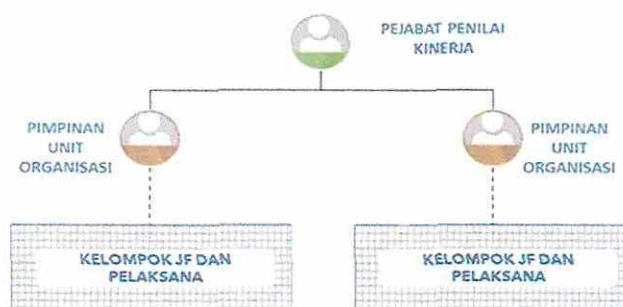 PEJABAT PENILAI
KINERJA
PIMPINAN
UNIT
ORGANISASI
PIMPINAN
UNIT
ORGANISASI
KELOMPOK JF DAN
PELAKSANA
KELOMPOK JF DAN
PELAKSANA